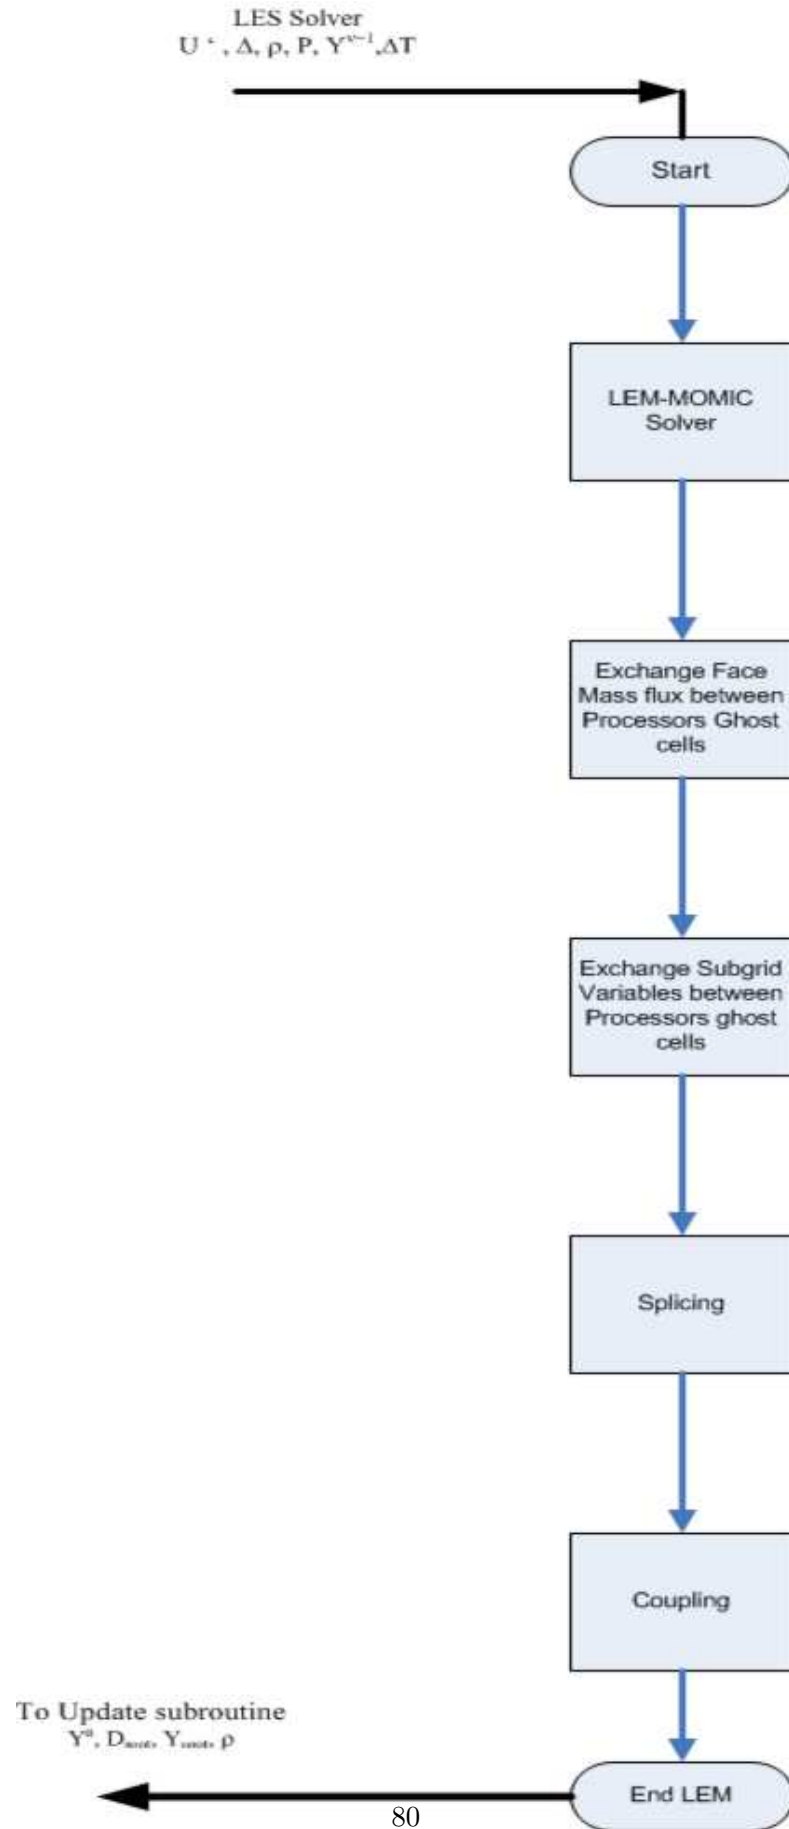 LES Solver
U , Δ, ρ, P, Y ,ΔT
Start
LEM-MOMIC
Solver
Exchange Face
Mass flux between
Processors Ghost
cells
Exchange Subgrid
Variables between
Processors ghost
cells
Splicing
Coupling
To Update subroutine
Yⁿ, D , Y , ρ
End LEM
80